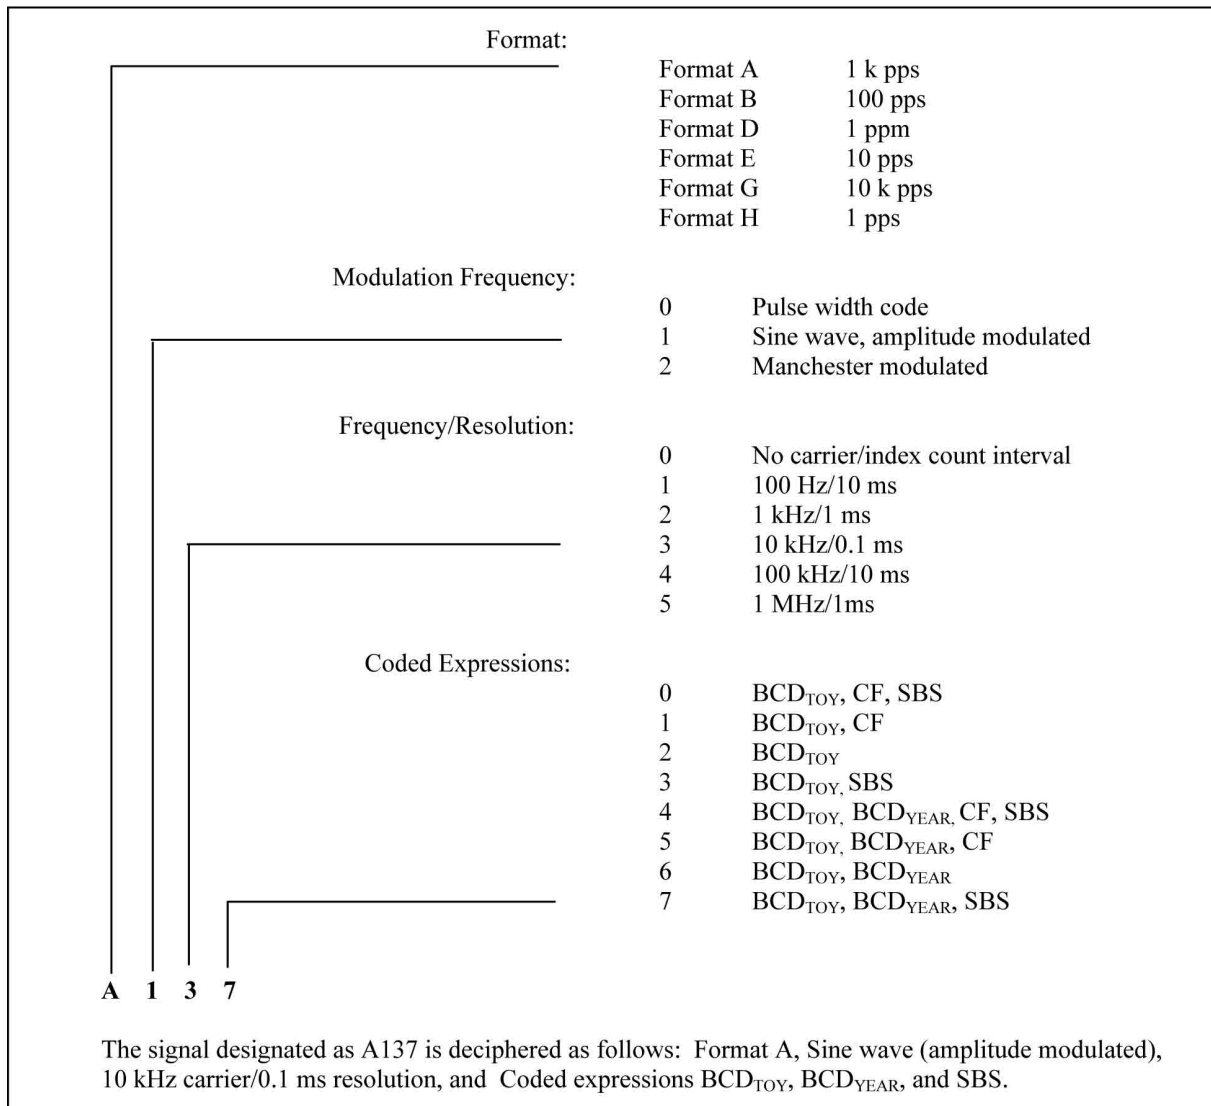 Format:
Format A 1 k pps
Format B 100 pps
Format D 1 ppm
Format E 10 pps
Format G 10 k pps
Format H 1 pps
Modulation Frequency:
0 Pulse width code
1 Sine wave, amplitude modulated
2 Manchester modulated
Frequency/Resolution:
0 No carrier/index count interval
1 100 Hz/10 ms
2 1 kHz/1 ms
3 10 kHz/0.1 ms
4 100 kHz/10 ms
5 1 MHz/1ms
Coded Expressions:
0 BCDTOY, CF, SBS
1 BCDTOY, CF
2 BCDTOY
3 BCDTOY, SBS
4 BCDTOY, BCDYEAR, CF, SBS
5 BCDTOY, BCDYEAR, CF
6 BCDTOY, BCDYEAR
7 BCDTOY, BCDYEAR, SBS
A 1 3 7
The signal designated as A137 is deciphered as follows: Format A, Sine wave (amplitude modulated),
10 kHz carrier/0.1 ms resolution, and Coded expressions BCDTOY, BCDYEAR, and SBS.